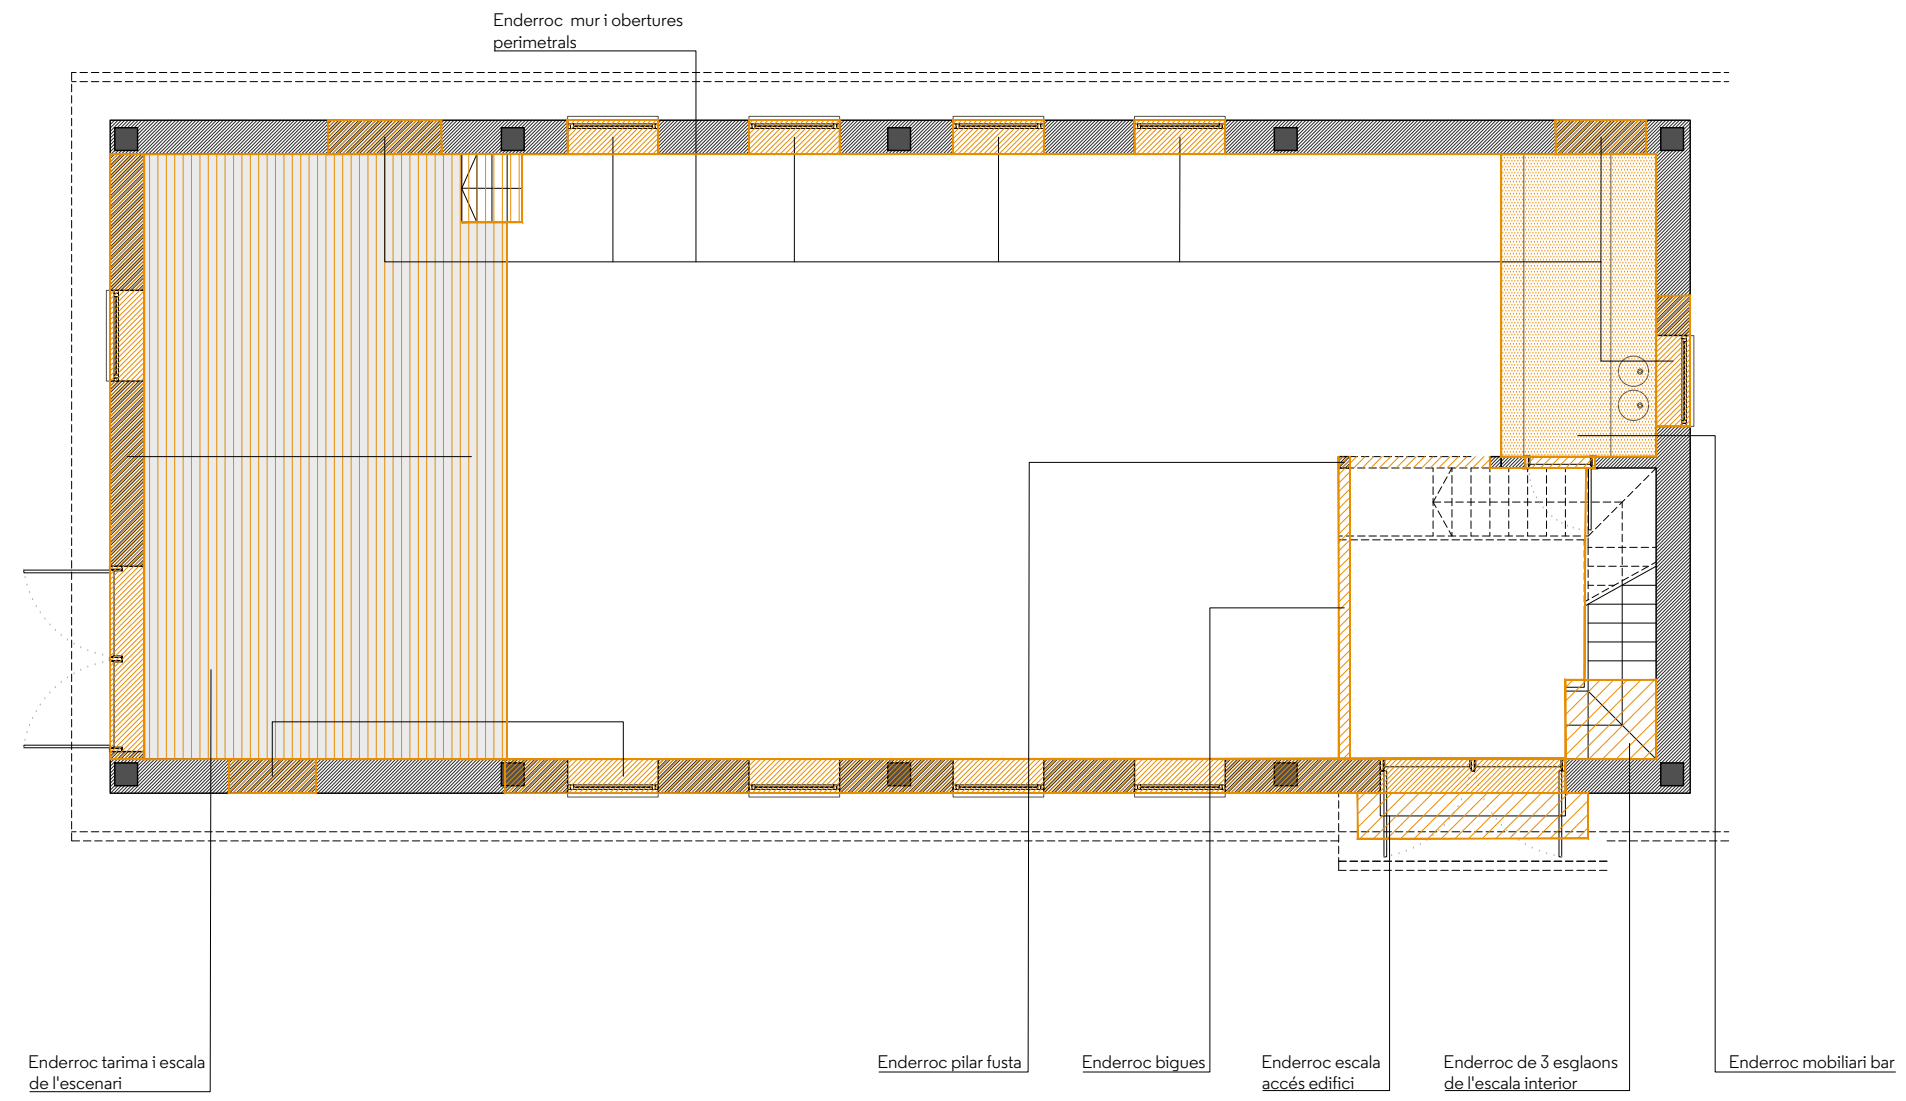 Enderroc mur i obertures
perimetrals
Enderroc tarima i escala
de l'escenari
Enderroc pilar fusta
Enderroc bigues
Enderroc escala
accés edifici
Enderroc de 3 esglaons
de l'escala interior
Enderroc mobiliari bar